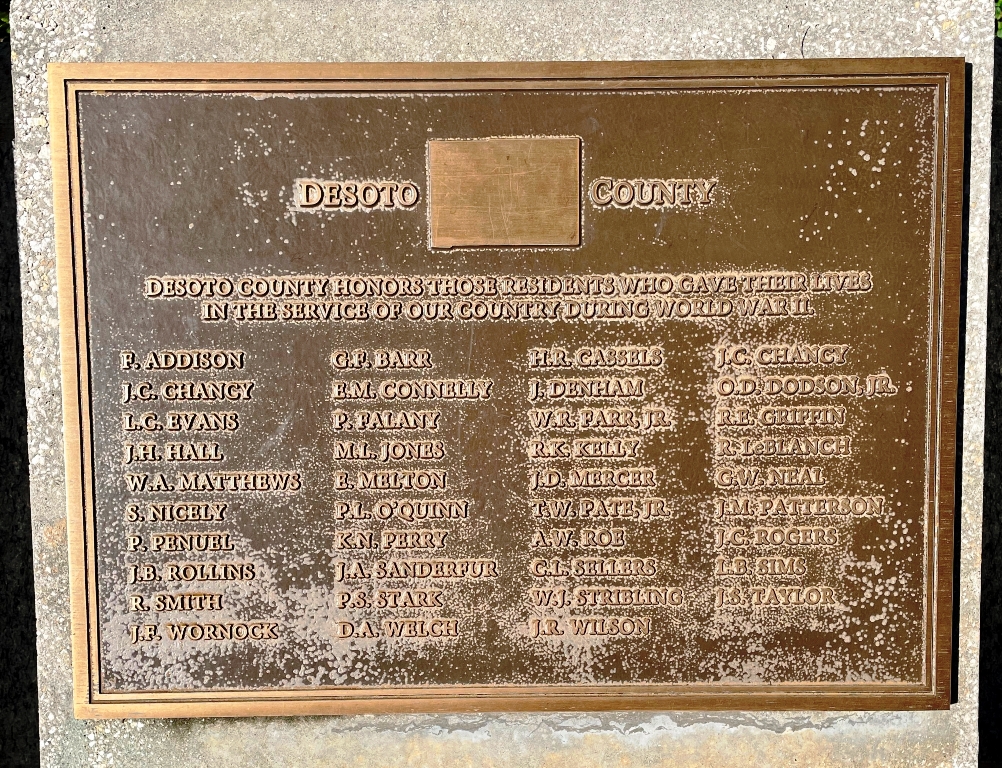 DESOTO COUNTY
DESOTO COUNTY HONORS THOSE RESIDENTS WHO GAVE THEIR LIVES
IN THE SERVICE OF OUR COUNTRY DURING WORLD WAR II.
F. ADDISON G.F. BARR H.R. CASSELS J.C. CHANCY
J.C. CHANCY E.M. CONNELLY J. DENHAM O.D. DODSON, JR.
L.G. EVANS P. FALANY W.R. FARR, JR. R.E. GRIFFIN
J.H. HALL M.L. JONES R.K. KELLY R. LeBLANCH
W.A. MATTHEWS E. MELTON J.D. MERCER G.W. NEAL
S. NICELY P.L. O'QUINN T.W. PATE, JR. J.M. PATTERSON
P. PENUEL K.N. PERRY A.W. ROE J.C. ROGERS
J.B. ROLLINS J.A. SANDERFUR C.L. SELLERS L.B. SIMS
R. SMITH P.S. STARK W.J. STRIBLING J.S. TAYLOR
J.F. WORNOCK D.A. WELCH J.R. WILSON